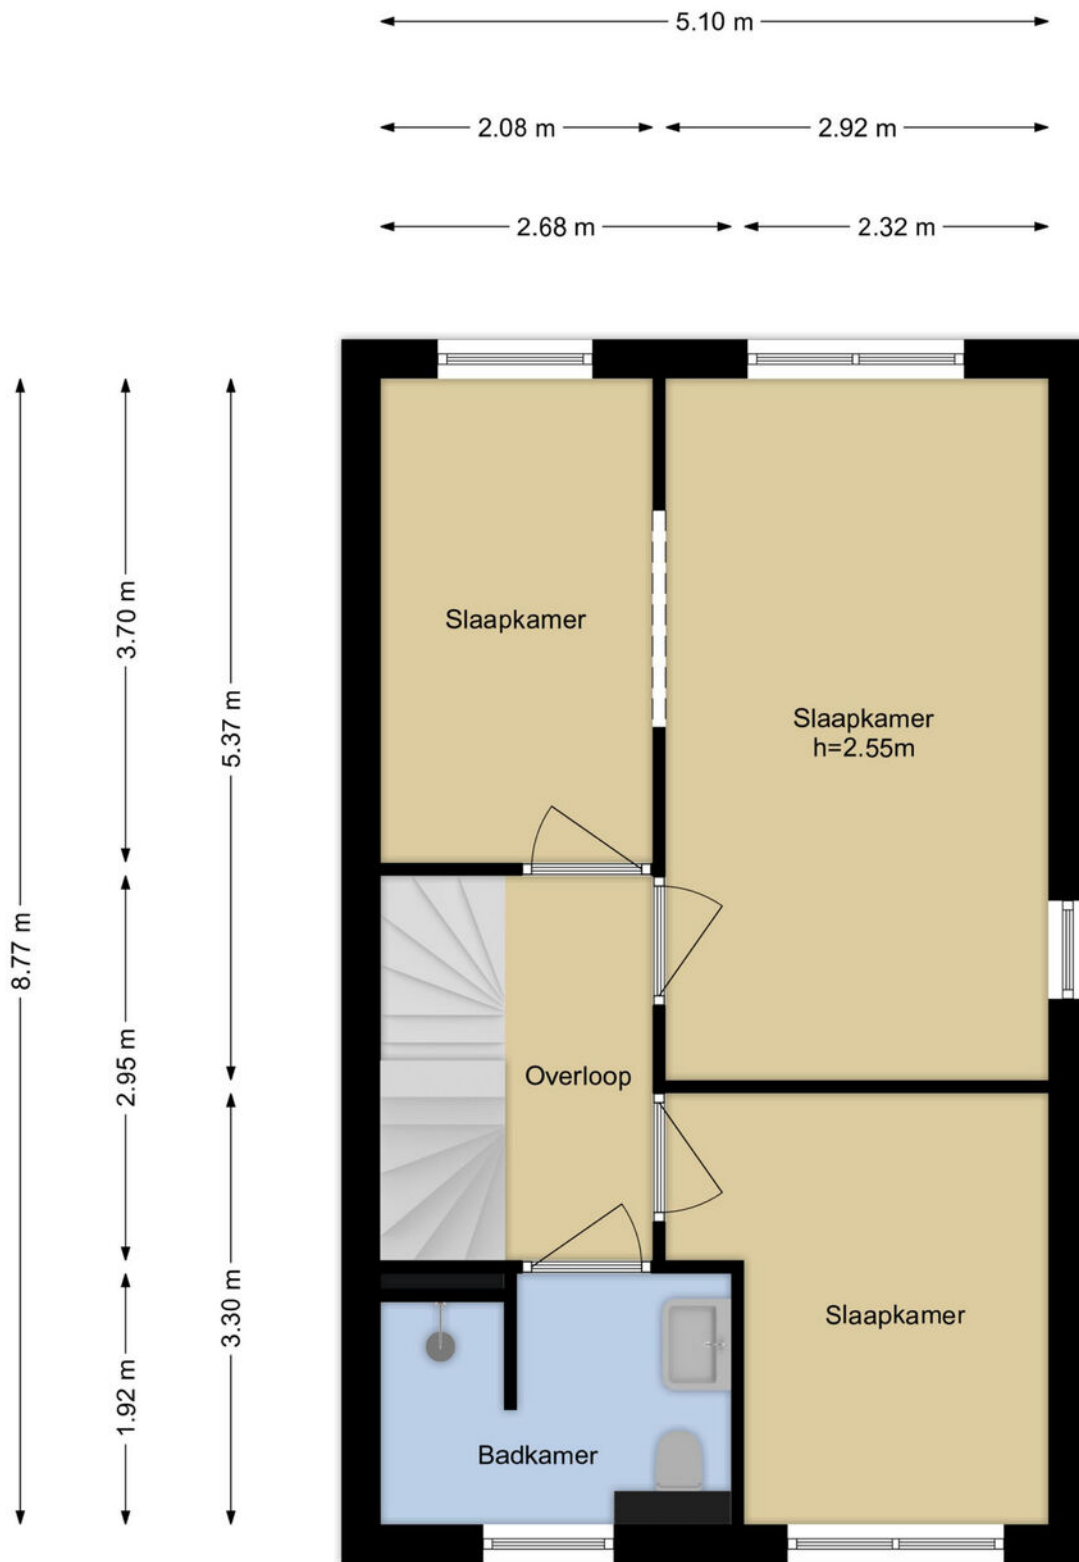 5.10 m
2.08 m
2.92 m
2.68 m
2.32 m
3.70 m
5.37 m
8.77 m
2.95 m
3.30 m
1.92 m
Slaapkamer
Slaapkamer
h=2.55m
Overloop
Slaapkamer
Badkamer